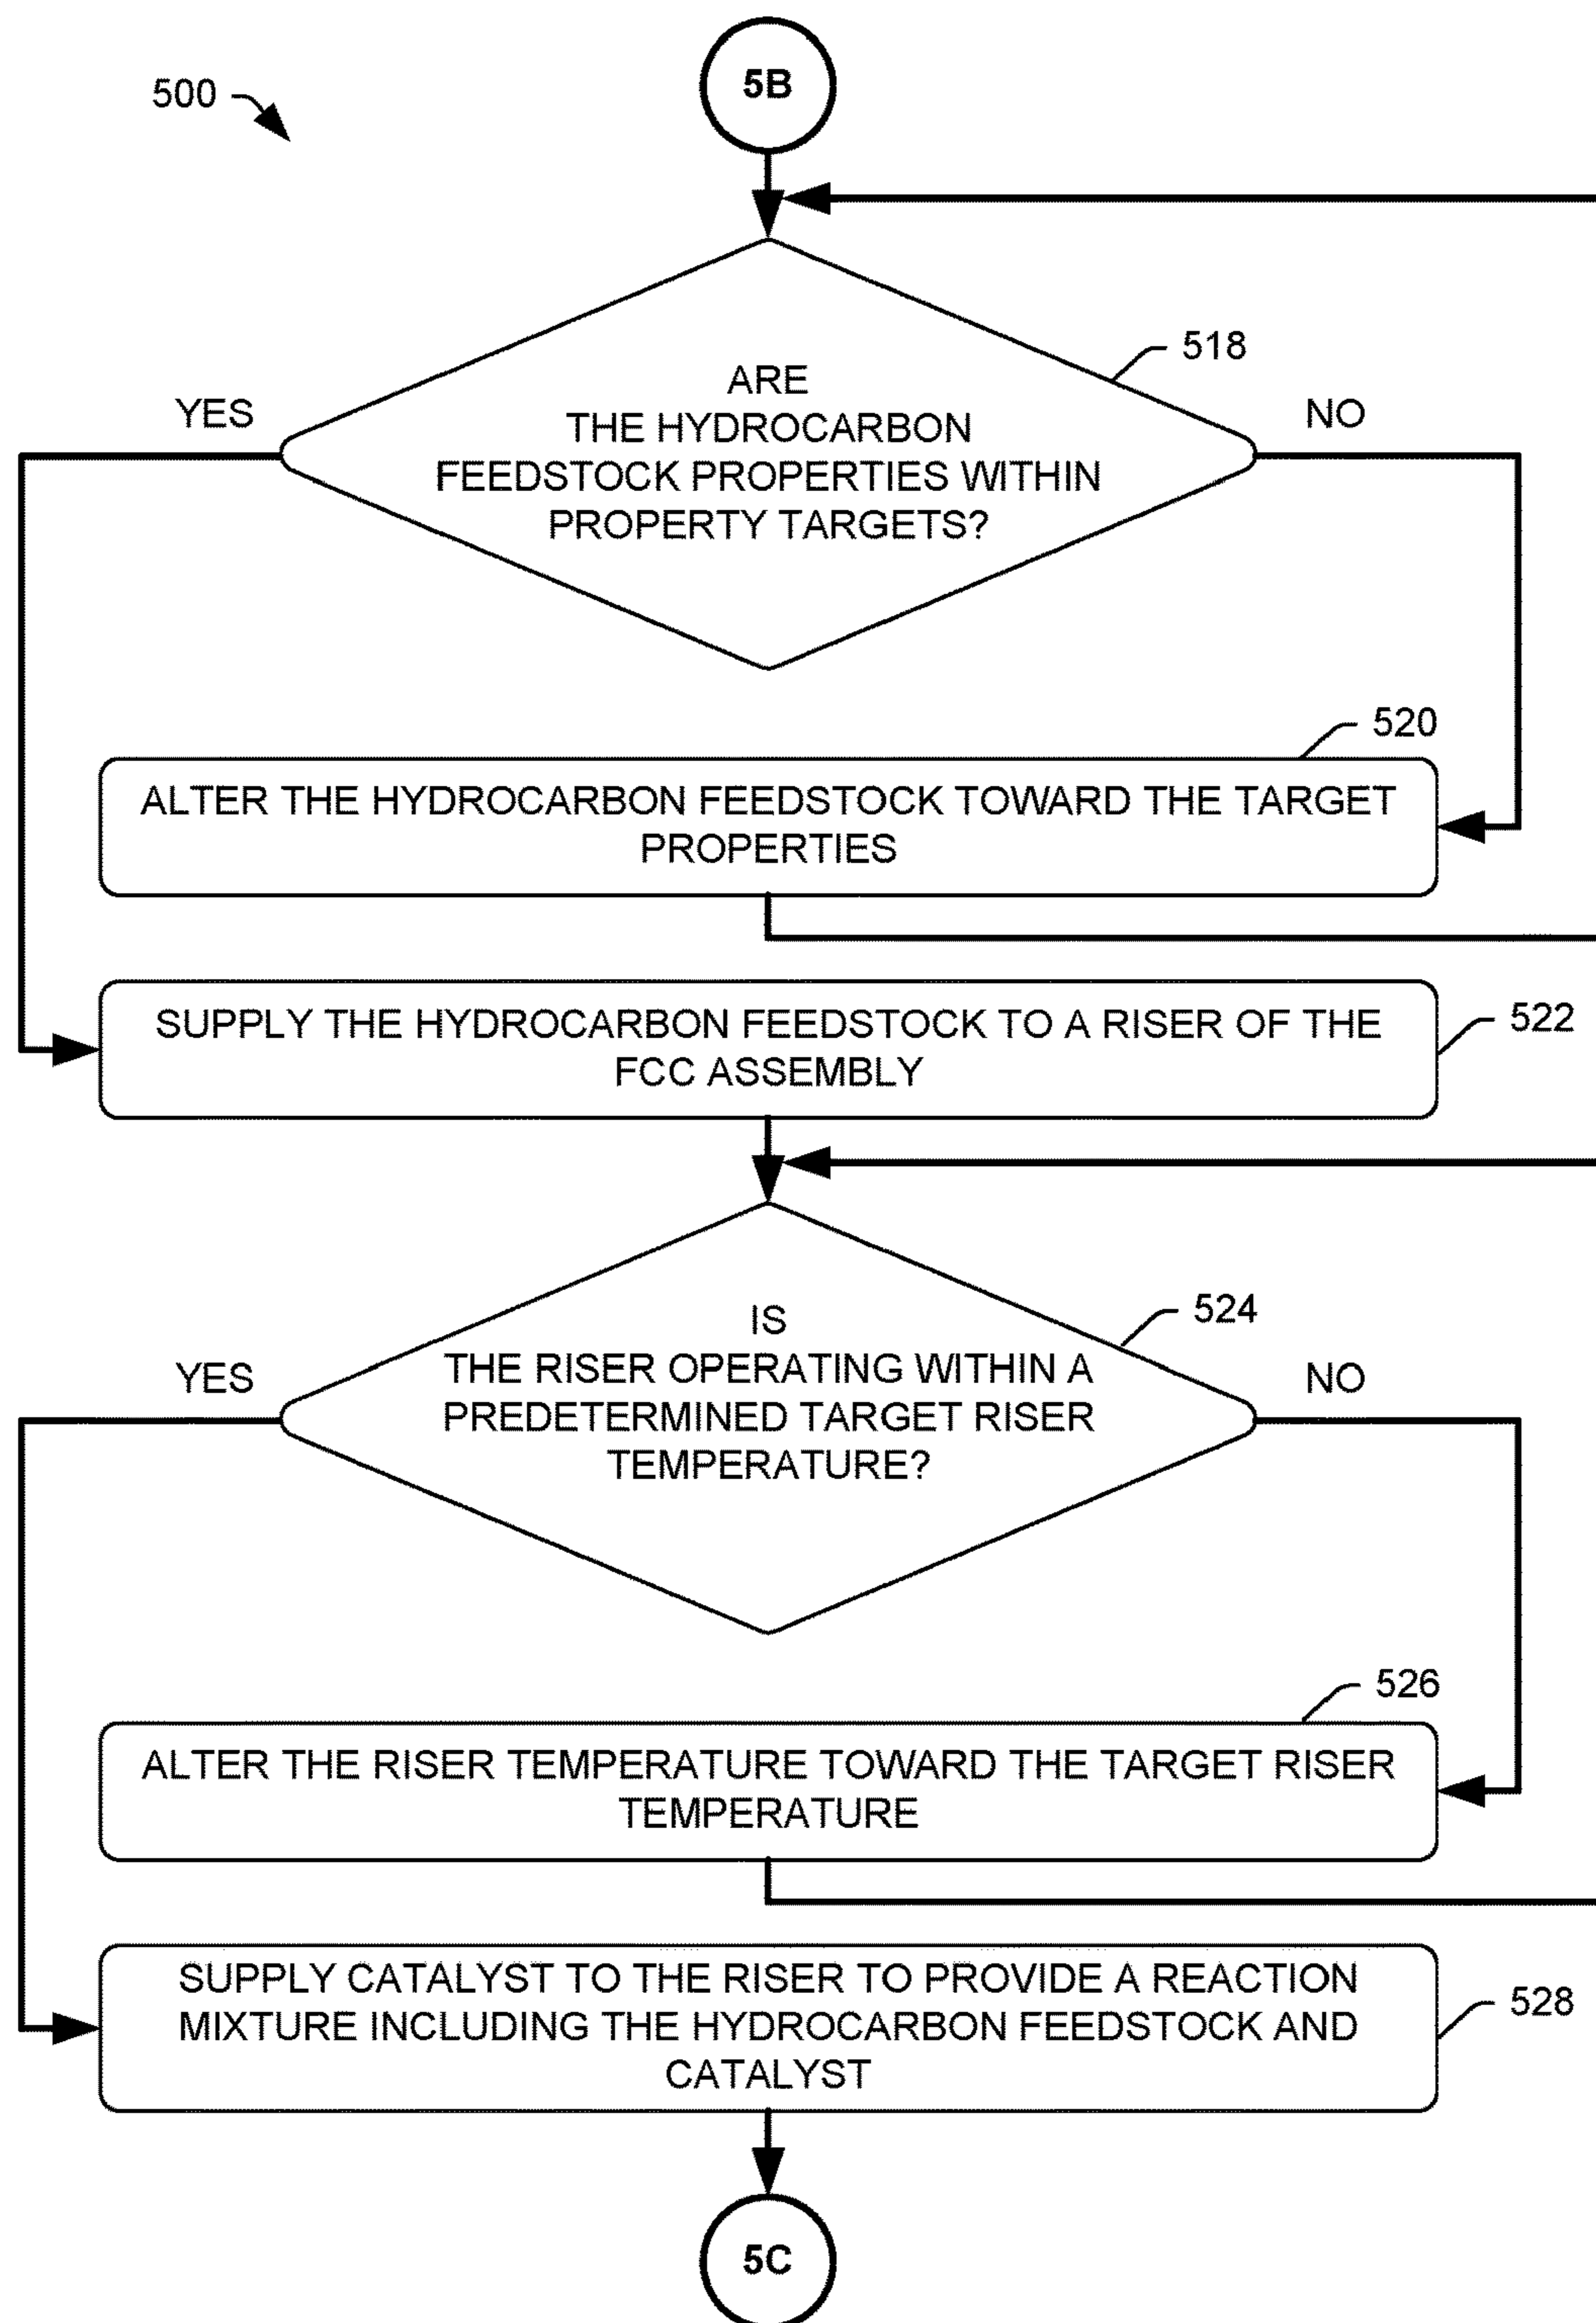 5B
500
518
ARE
THE HYDROCARBON
FEEDSTOCK PROPERTIES WITHIN
PROPERTY TARGETS?
YES
NO
520
ALTER THE HYDROCARBON FEEDSTOCK TOWARD THE TARGET
PROPERTIES
SUPPLY THE HYDROCARBON FEEDSTOCK TO A RISER OF THE
FCC ASSEMBLY
522
524
IS
THE RISER OPERATING WITHIN A
PREDETERMINED TARGET RISER
TEMPERATURE?
YES
NO
526
ALTER THE RISER TEMPERATURE TOWARD THE TARGET RISER
TEMPERATURE
SUPPLY CATALYST TO THE RISER TO PROVIDE A REACTION
MIXTURE INCLUDING THE HYDROCARBON FEEDSTOCK AND
CATALYST
528
5C